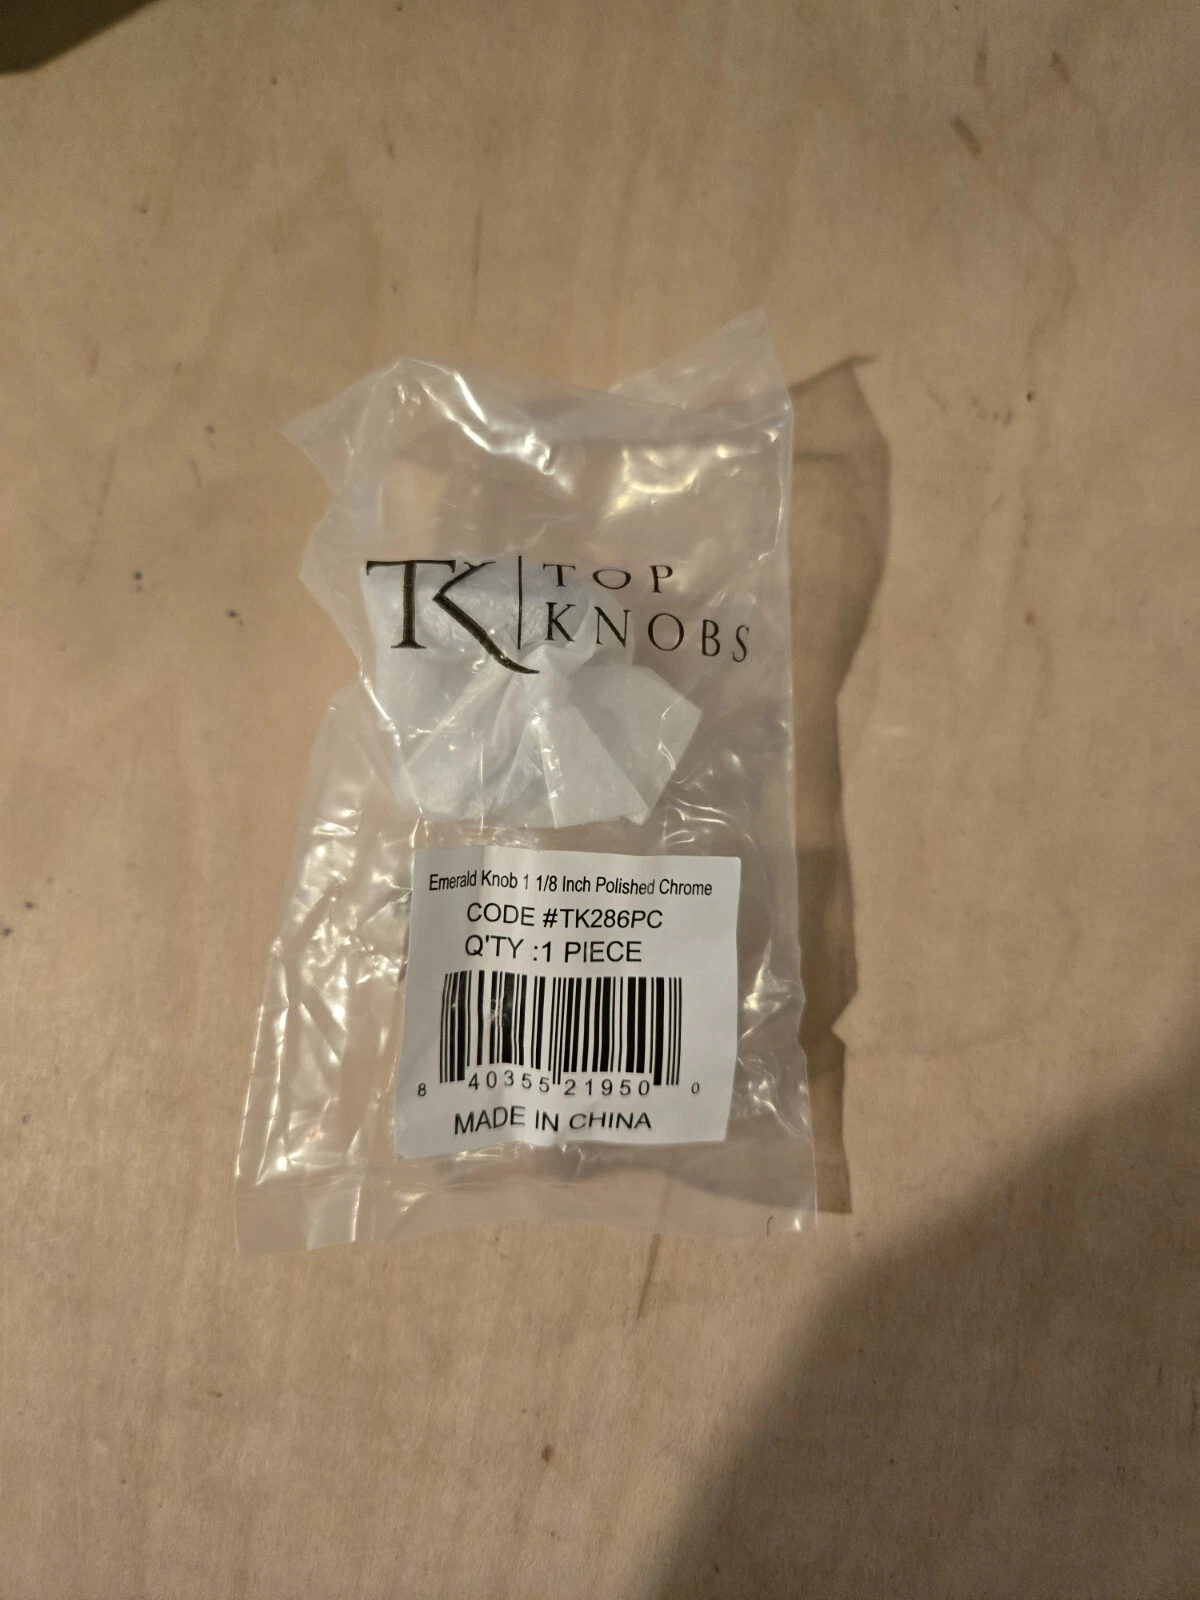 TK TOP
KNOBS
Emerald Knob 1 1/8 Inch Polished Chrome
CODE #TK286PC
Q'TY :1 PIECE
8 40355 21950 0
MADE IN CHINA